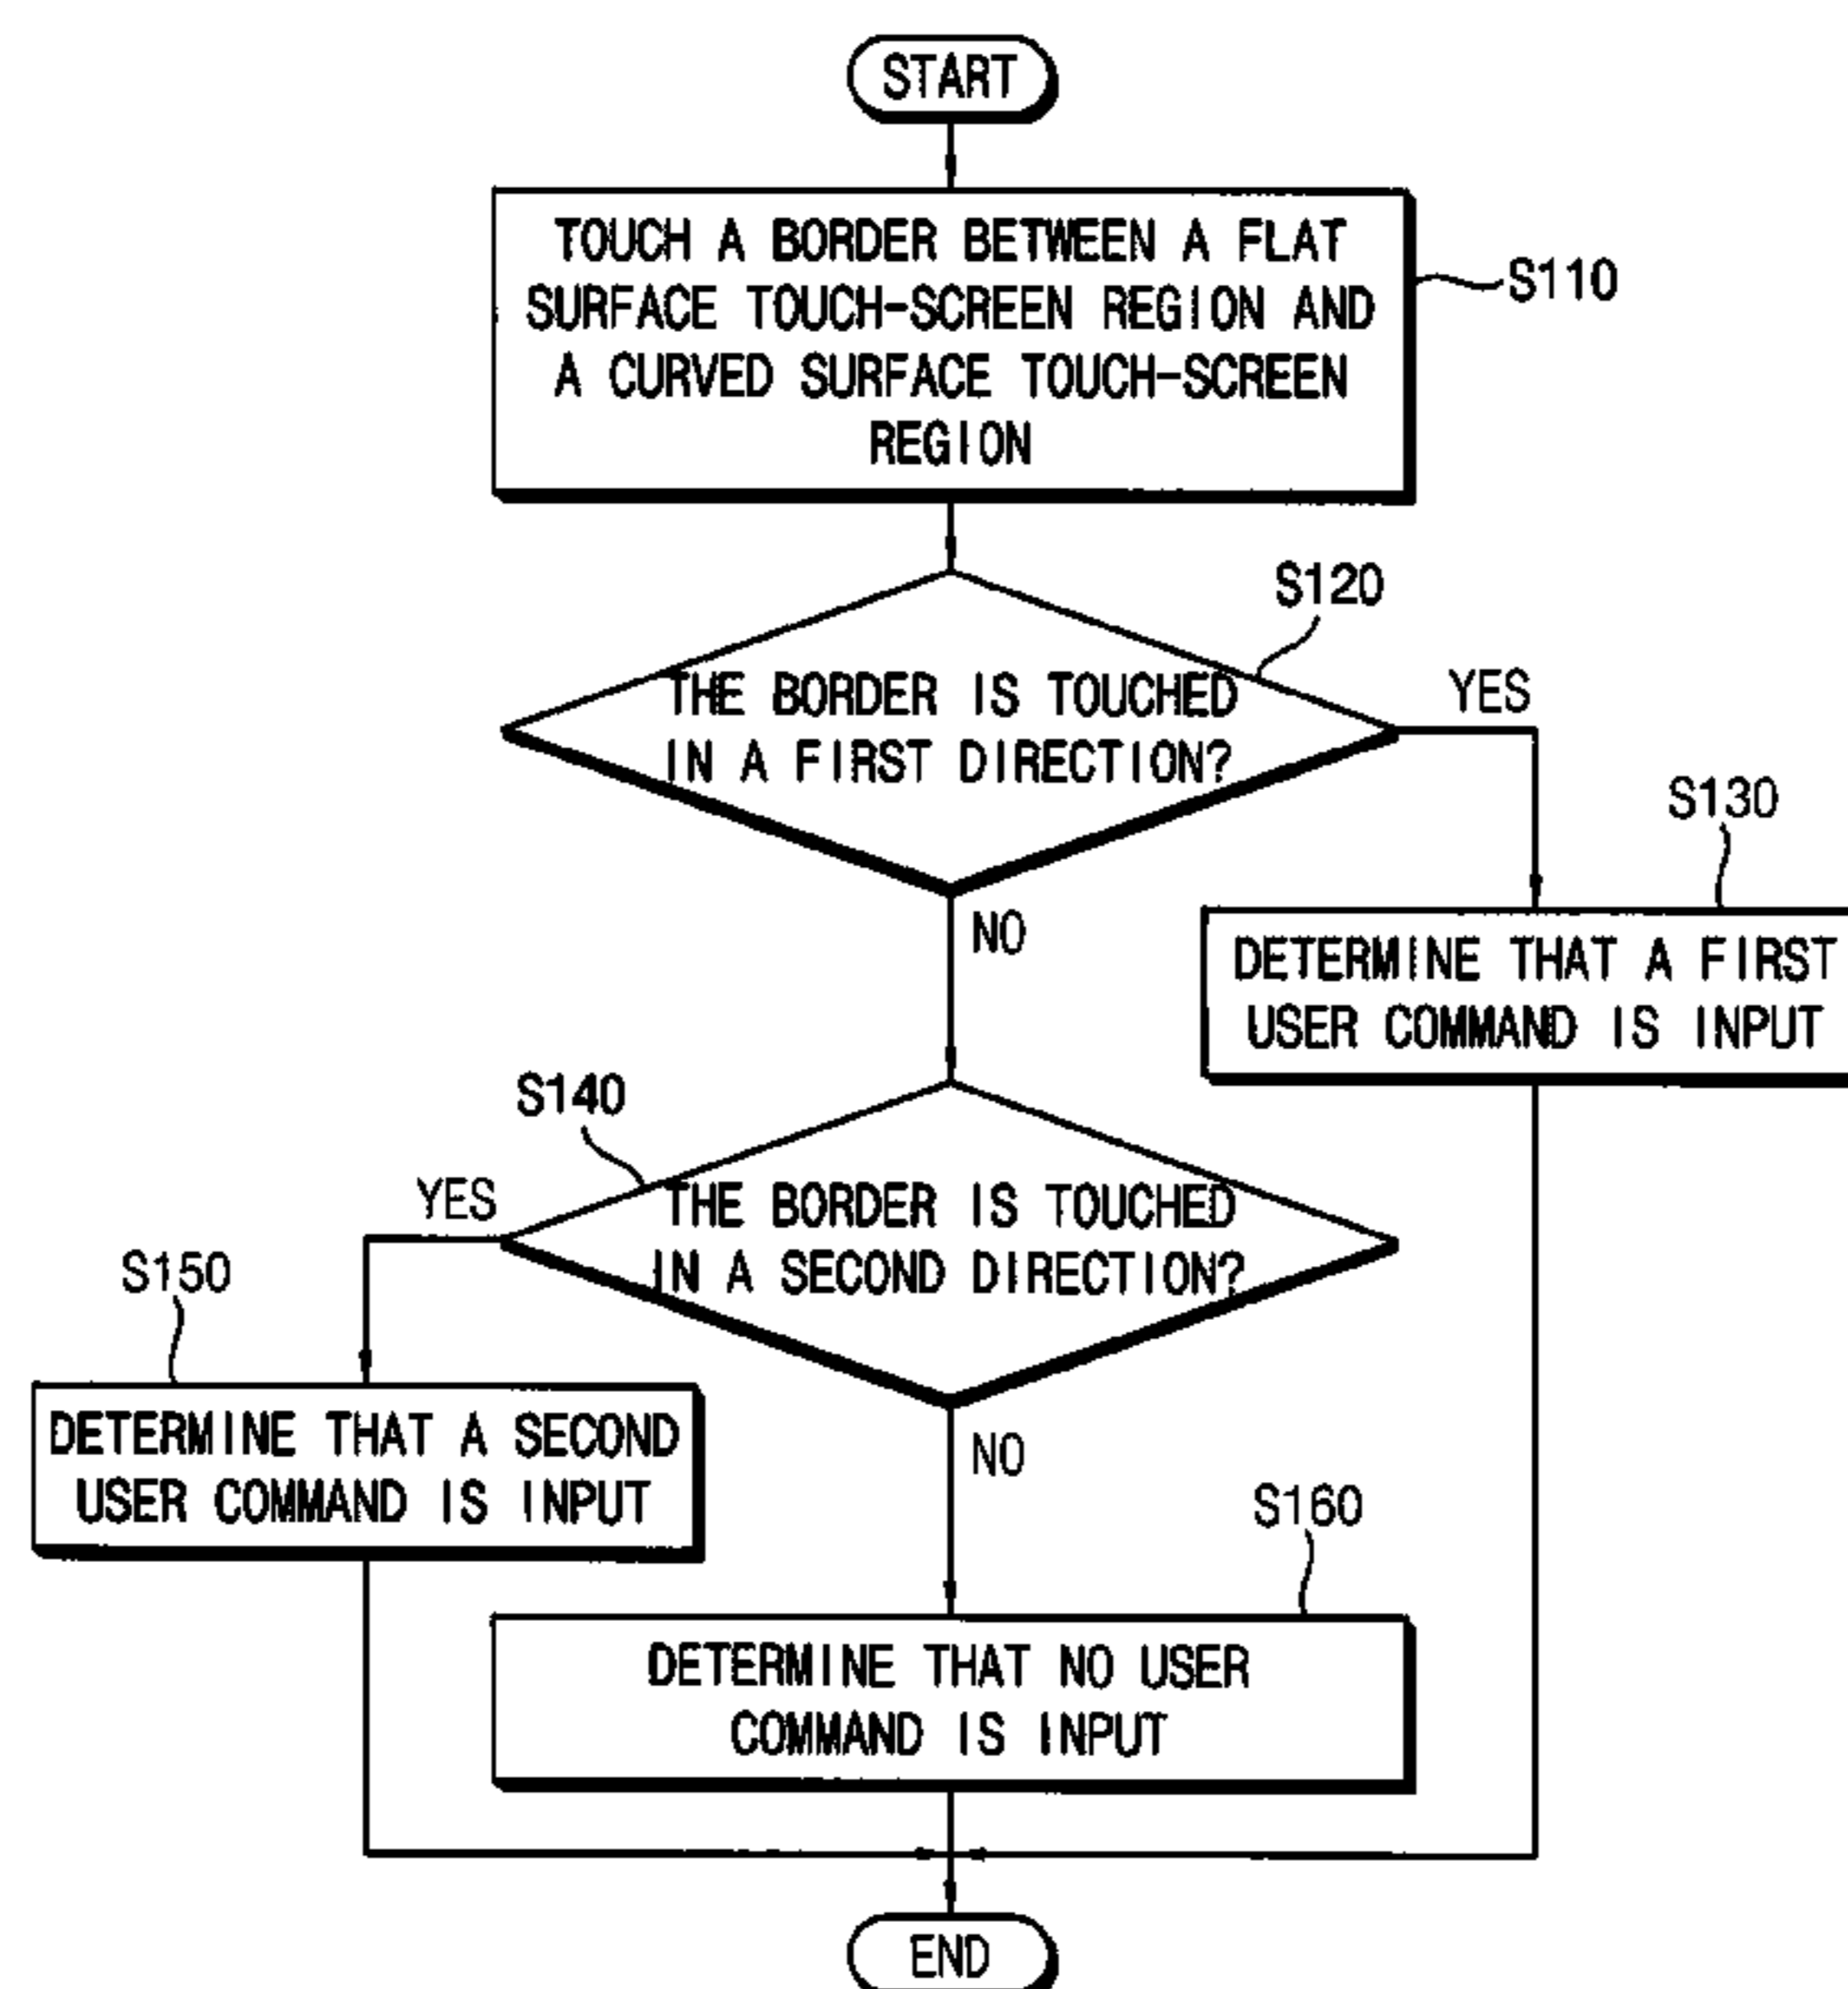 START
TOUCH A BORDER BETWEEN A FLAT
SURFACE TOUCH-SCREEN REGION AND
A CURVED SURFACE TOUCH-SCREEN
REGION
S110
S120
THE BORDER IS TOUCHED
IN A FIRST DIRECTION?
YES
NO
S130
DETERMINE THAT A FIRST
USER COMMAND IS INPUT
S140
THE BORDER IS TOUCHED
IN A SECOND DIRECTION?
YES
NO
S150
DETERMINE THAT A SECOND
USER COMMAND IS INPUT
S160
DETERMINE THAT NO USER
COMMAND IS INPUT
END